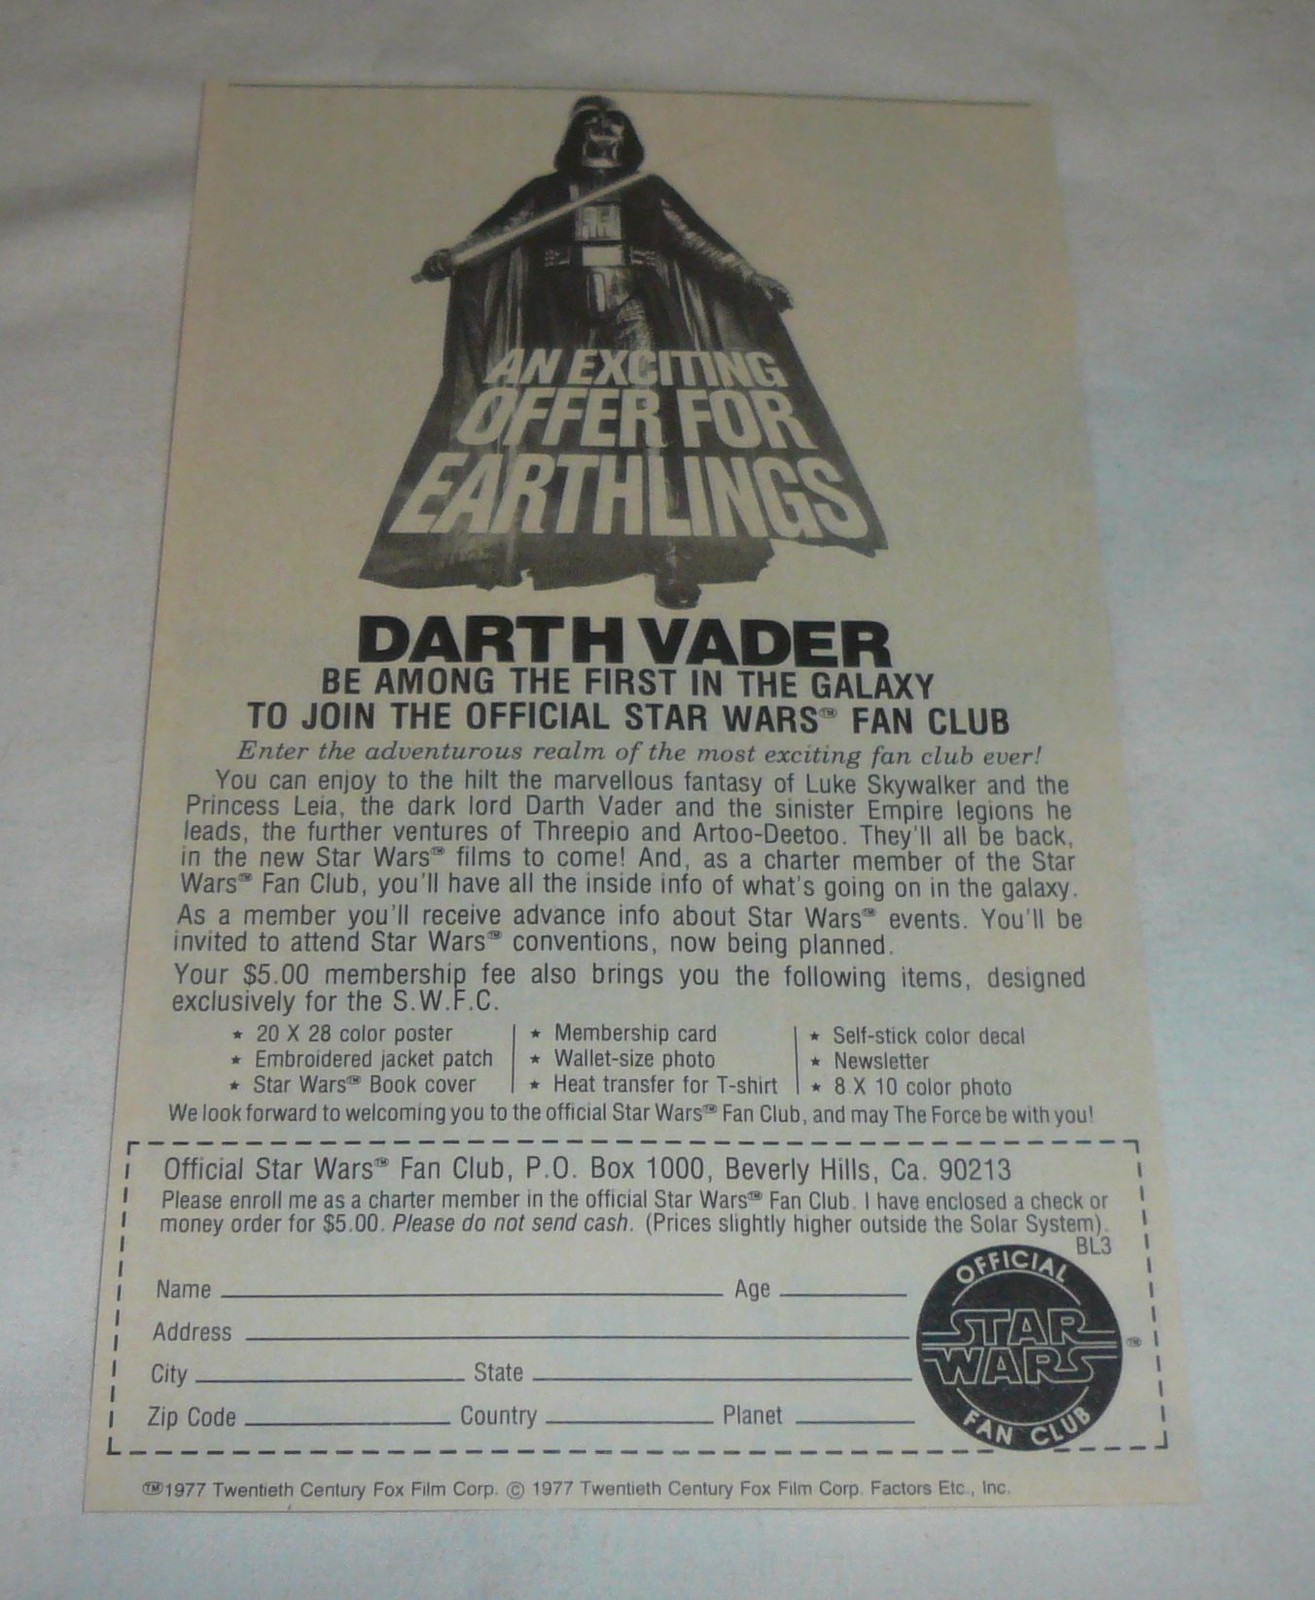 AN EXCITING
OFFER FOR
EARTHLINGS
DARTH VADER
BE AMONG THE FIRST IN THE GALAXY
TO JOIN THE OFFICIAL STAR WARS™ FAN CLUB
Enter the adventurous realm of the most exciting fan club ever!
You can enjoy to the hilt the marvellous fantasy of Luke Skywalker and the
Princess Leia, the dark lord Darth Vader and the sinister Empire legions he
leads, the further ventures of Threepio and Artoo-Deetoo. They'll all be back,
in the new Star Wars™ films to come! And, as a charter member of the Star
Wars™ Fan Club, you'll have all the inside info of what's going on in the galaxy.
As a member you'll receive advance info about Star Wars™ events. You'll be
invited to attend Star Wars™ conventions, now being planned.
Your $5.00 membership fee also brings you the following items, designed
exclusively for the S.W.F.C.
★ 20 X 28 color poster
★ Embroidered jacket patch
★ Star Wars™ Book cover
★ Membership card
★ Wallet-size photo
★ Heat transfer for T-shirt
★ Self-stick color decal
★ Newsletter
★ 8 X 10 color photo
We look forward to welcoming you to the official Star Wars™ Fan Club, and may The Force be with you!
Official Star Wars™ Fan Club, P.O. Box 1000, Beverly Hills, Ca. 90213
Please enroll me as a charter member in the official Star Wars™ Fan Club. I have enclosed a check or
money order for $5.00. Please do not send cash. (Prices slightly higher outside the Solar System).
BL3
Name Age
Address
City State
Zip Code Country Planet
OFFICIAL
STAR
WARS ™
FAN CLUB
™1977 Twentieth Century Fox Film Corp. © 1977 Twentieth Century Fox Film Corp. Factors Etc., Inc.